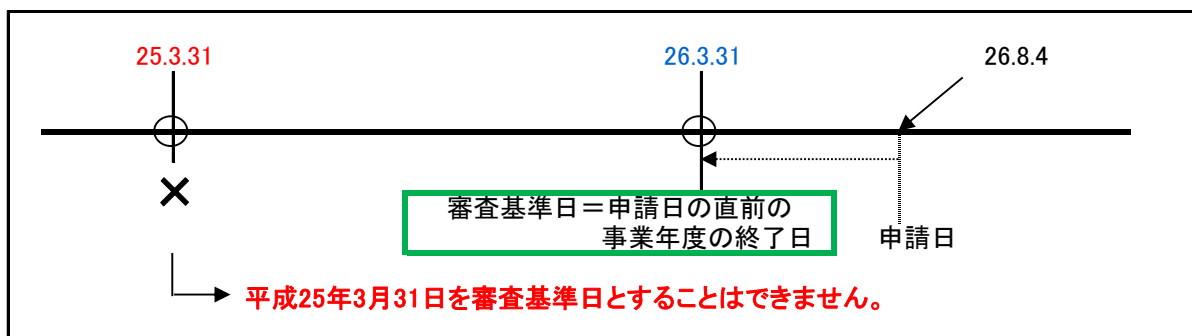 25.3.31
26.3.31
26.8.4
×
審査基準日＝申請日の直前の
事業年度の終了日
申請日
平成25年3月31日を審査基準日とすることはできません。